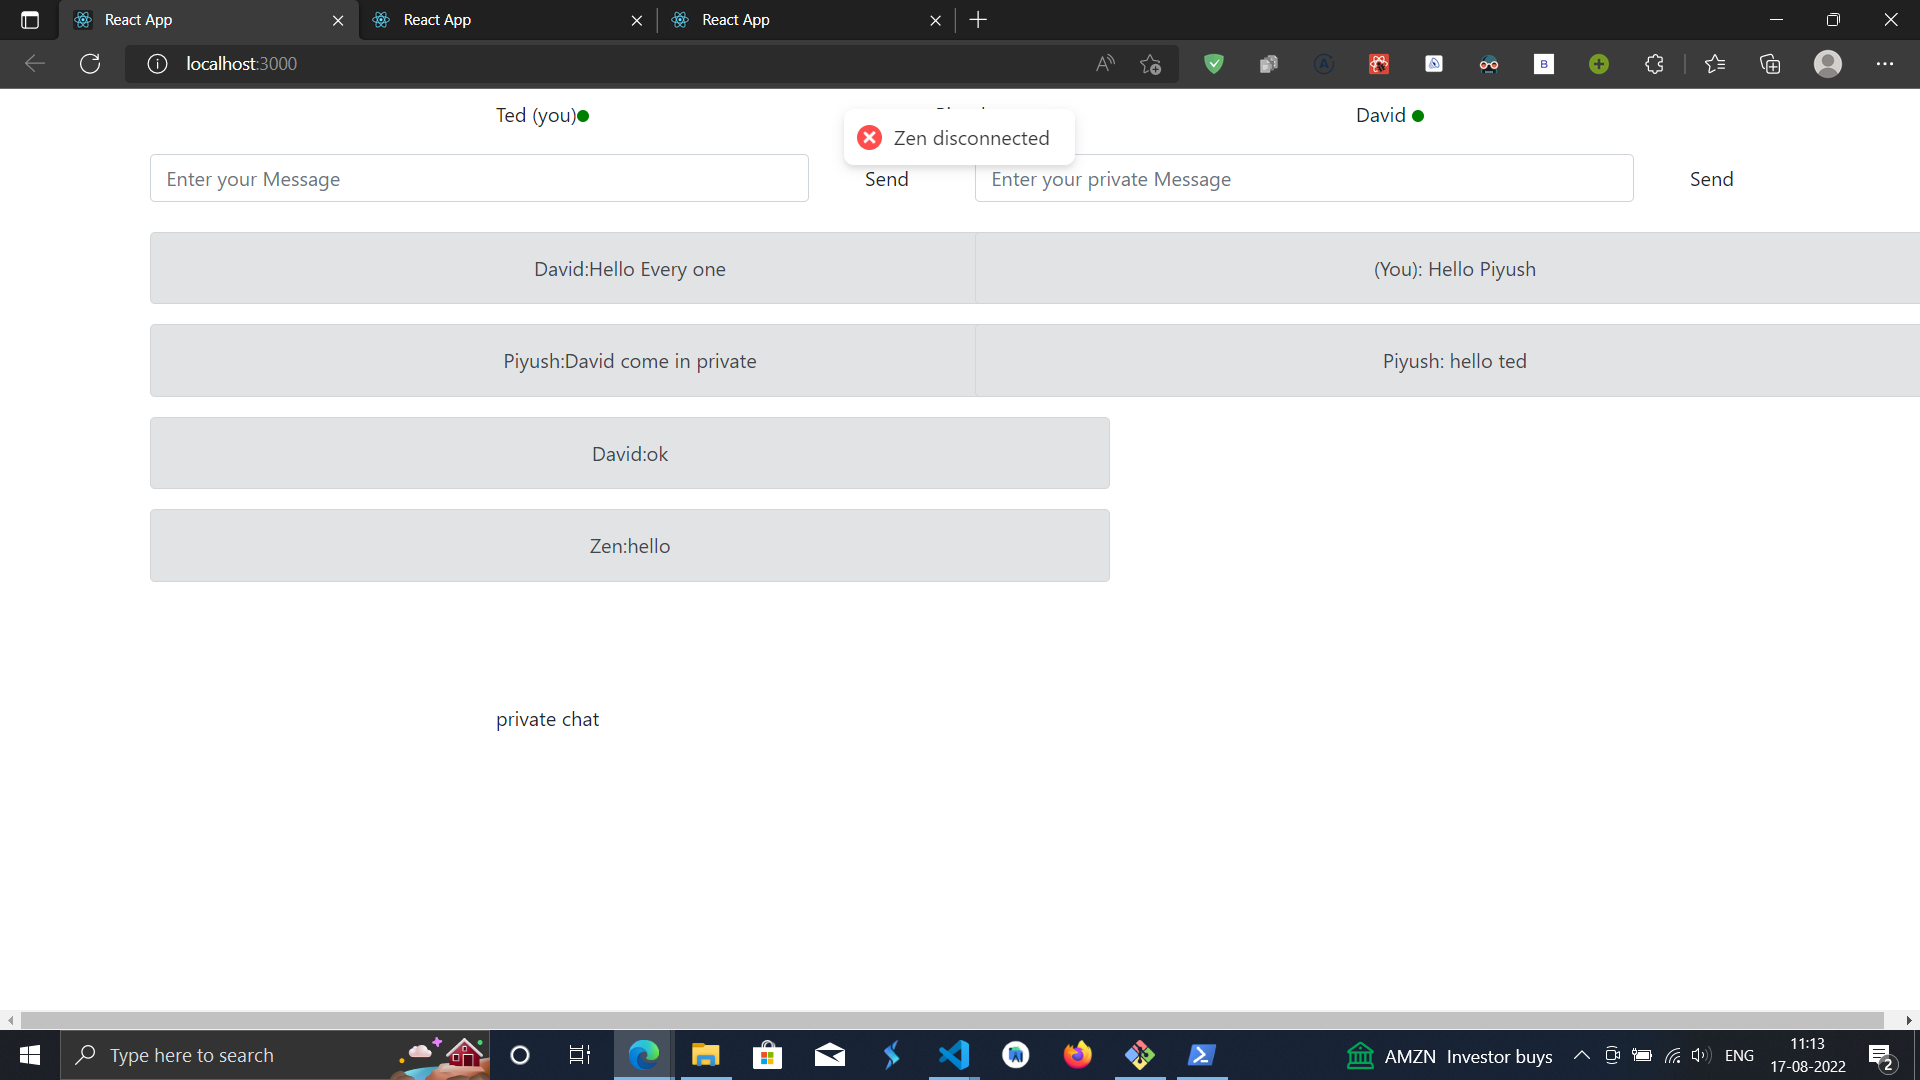 React App
React App
React App
localhost:3000
Ted (you)
David
Zen disconnected
Enter your Message
Send
Enter your private Message
Send
David:Hello Every one
(You): Hello Piyush
Piyush:David come in private
Piyush: hello ted
David:ok
Zen:hello
private chat
Type here to search
AMZN Investor buys
ENG
11:13
17-08-2022
2